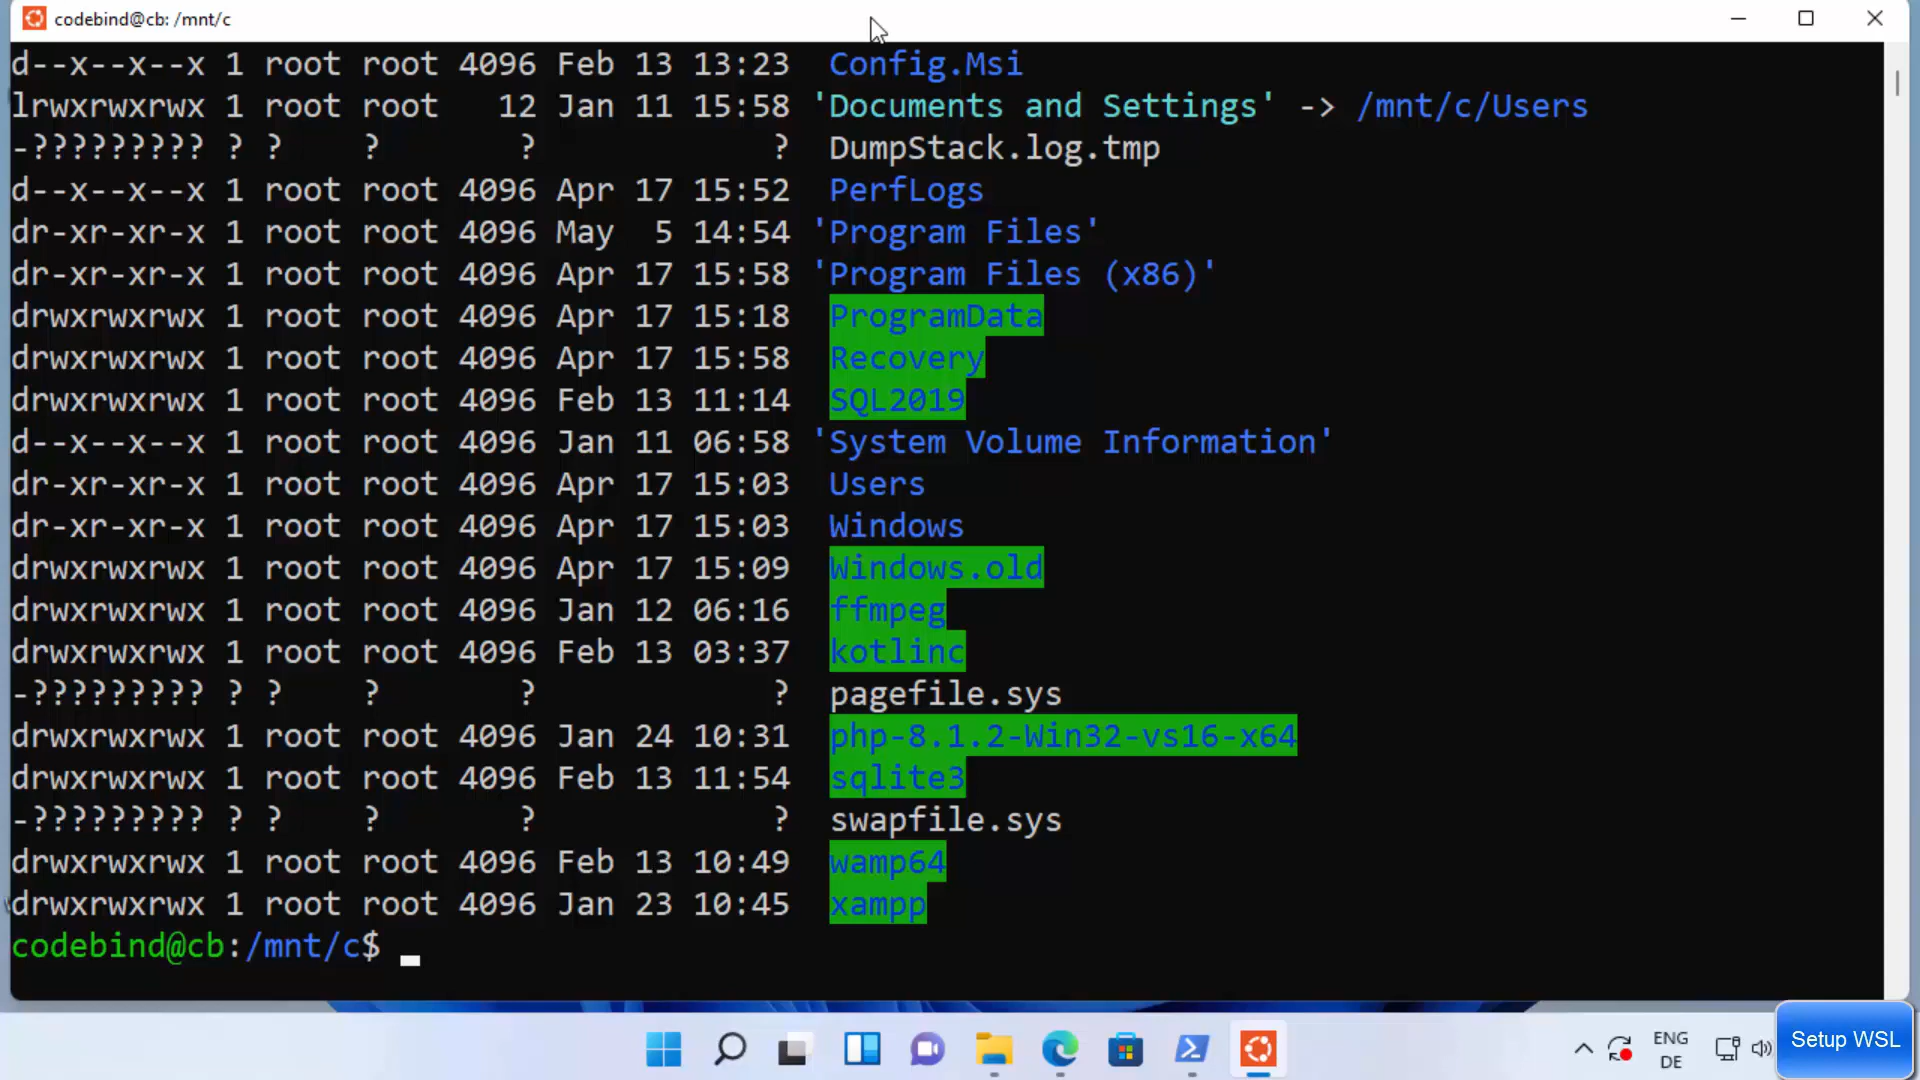 codebind@cb: /mnt/c
d--x--x--x 1 root root 4096 Feb 13 13:23  Config.Msi
lrwxrwxrwx 1 root root   12 Jan 11 15:58 'Documents and Settings' -> /mnt/c/Users
-????????? ? ?    ?       ?            ?  DumpStack.log.tmp
d--x--x--x 1 root root 4096 Apr 17 15:52  PerfLogs
dr-xr-xr-x 1 root root 4096 May  5 14:54 'Program Files'
dr-xr-xr-x 1 root root 4096 Apr 17 15:58 'Program Files (x86)'
drwxrwxrwx 1 root root 4096 Apr 17 15:18  ProgramData
drwxrwxrwx 1 root root 4096 Apr 17 15:58  Recovery
drwxrwxrwx 1 root root 4096 Feb 13 11:14  SQL2019
d--x--x--x 1 root root 4096 Jan 11 06:58 'System Volume Information'
dr-xr-xr-x 1 root root 4096 Apr 17 15:03  Users
dr-xr-xr-x 1 root root 4096 Apr 17 15:03  Windows
drwxrwxrwx 1 root root 4096 Apr 17 15:09  Windows.old
drwxrwxrwx 1 root root 4096 Jan 12 06:16  ffmpeg
drwxrwxrwx 1 root root 4096 Feb 13 03:37  kotlinc
-????????? ? ?    ?       ?            ?  pagefile.sys
drwxrwxrwx 1 root root 4096 Jan 24 10:31  php-8.1.2-Win32-vs16-x64
drwxrwxrwx 1 root root 4096 Feb 13 11:54  sqlite3
-????????? ? ?    ?       ?            ?  swapfile.sys
drwxrwxrwx 1 root root 4096 Feb 13 10:49  wamp64
drwxrwxrwx 1 root root 4096 Jan 23 10:45  xampp
codebind@cb:/mnt/c$
ENG
DE
Setup WSL